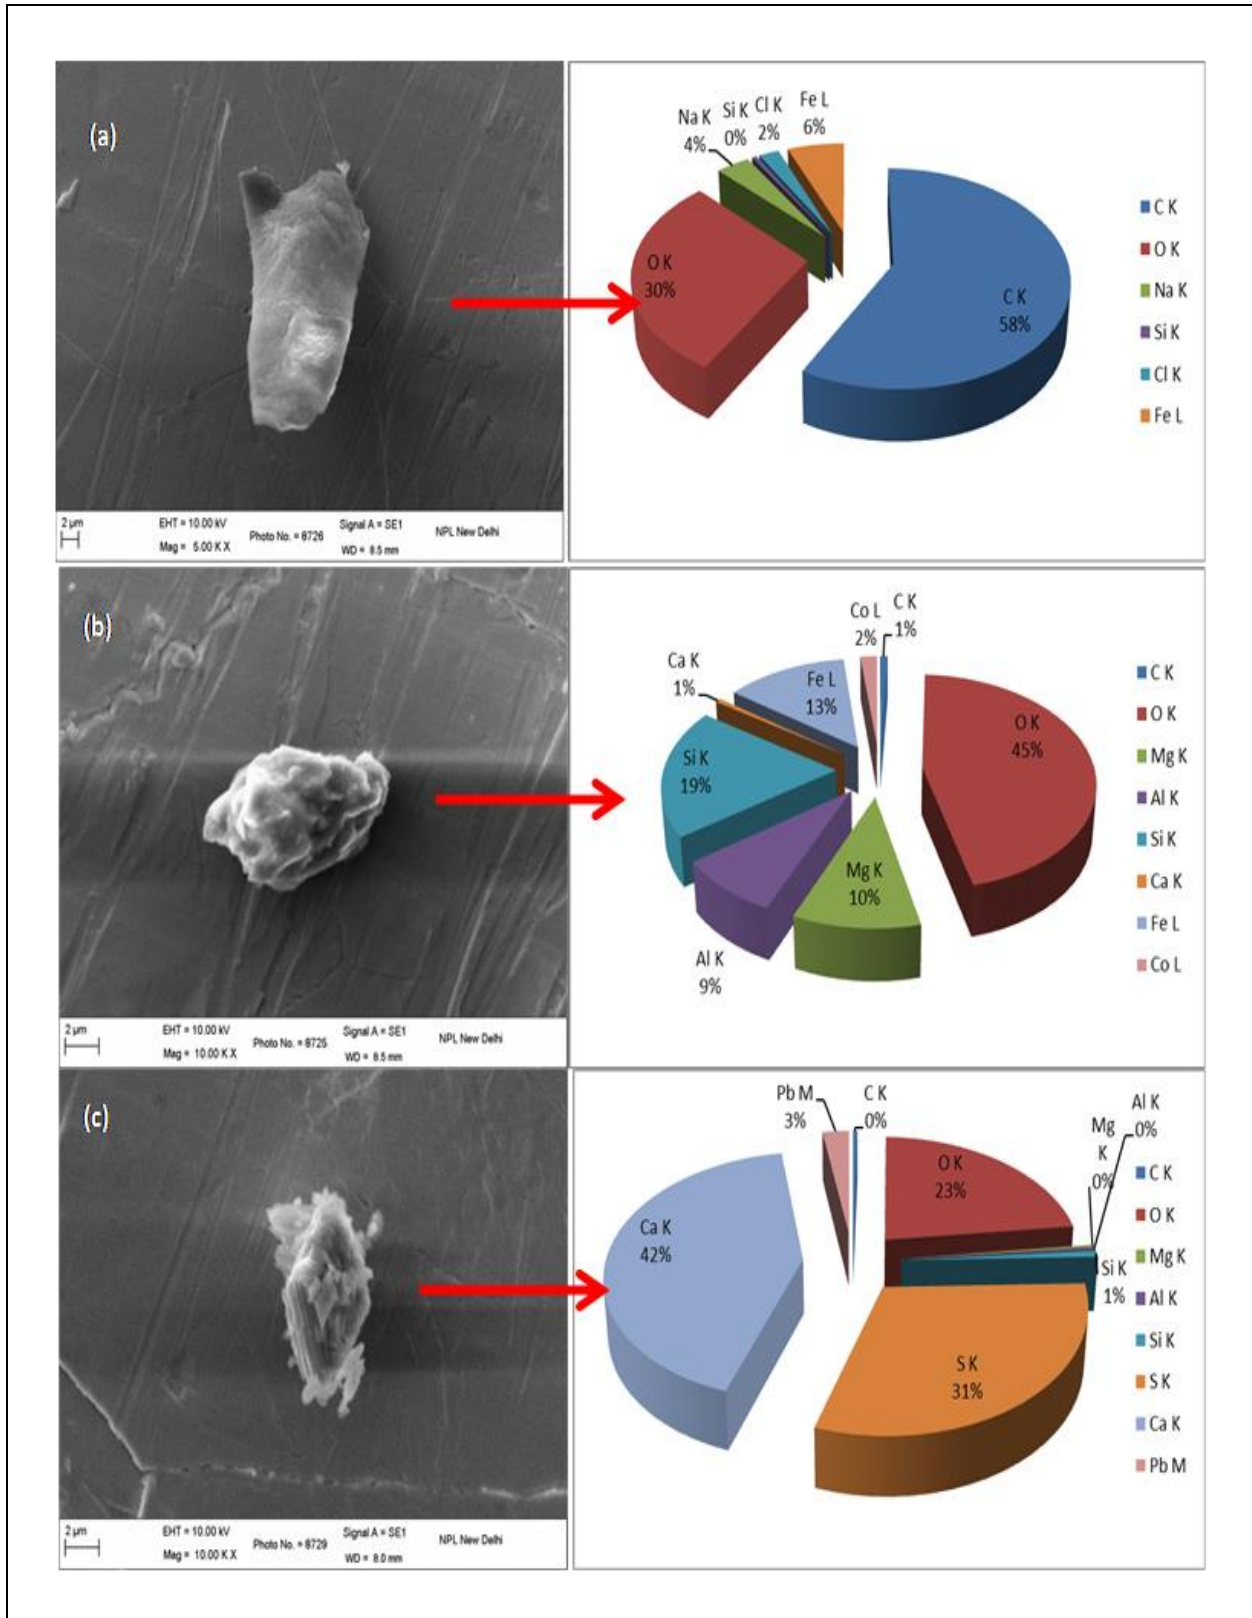 (a)
2 µm
EHT = 10.00 kV
Mag = 5.00 K X
Photo No. = 8726
Signal A = SE1
WD = 8.5 mm
NPL New Delhi
Na K
4%
Si K
0%
Cl K
2%
Fe L
6%
O K
30%
C K
58%
C K
O K
Na K
Si K
Cl K
Fe L
(b)
2 µm
EHT = 10.00 kV
Mag = 10.00 K X
Photo No. = 8725
Signal A = SE1
WD = 8.5 mm
NPL New Delhi
Co L
2%
C K
1%
Ca K
1%
Fe L
13%
O K
45%
Si K
19%
Mg K
10%
Al K
9%
C K
O K
Mg K
Al K
Si K
Ca K
Fe L
Co L
(c)
2 µm
EHT = 10.00 kV
Mag = 10.00 K X
Photo No. = 8729
Signal A = SE1
WD = 8.0 mm
NPL New Delhi
Pb M
3%
C K
0%
Al K
0%
Mg
K
0%
O K
23%
Ca K
42%
Si K
1%
S K
31%
C K
O K
Mg K
Al K
Si K
S K
Ca K
Pb M